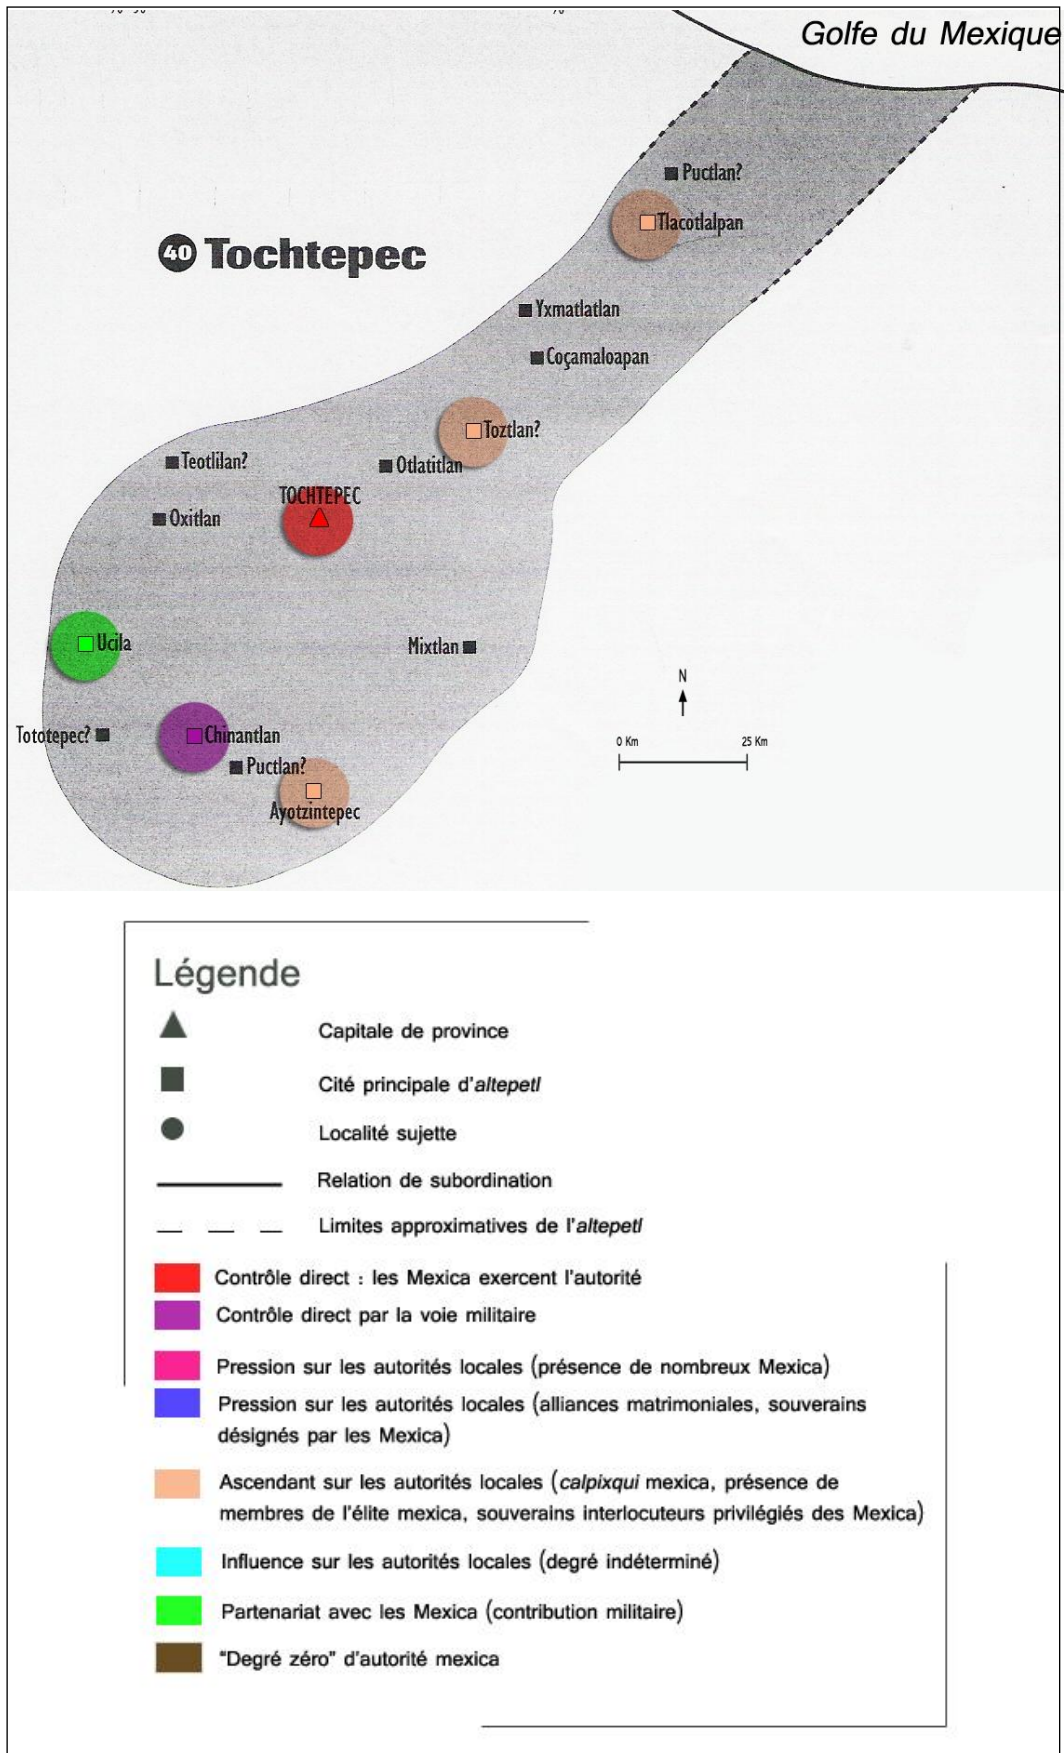 Golfe du Mexique
Puctlan?
Tlacotlalpan
40 Tochtepec
Yxmatlatlan
Coçamaloapan
Toztlan?
Teotlilan?
Otlatitlan
TOCHTEPEC
Oxitlan
Ucila
Mixtlan
N
Tototepec?
Chinantlan
0 Km 25 Km
Puctlan?
Ayotzintepec
Légende
Capitale de province
Cité principale d'altepetl
Localité sujette
Relation de subordination
Limites approximatives de l'altepetl
Contrôle direct : les Mexica exercent l'autorité
Contrôle direct par la voie militaire
Pression sur les autorités locales (présence de nombreux Mexica)
Pression sur les autorités locales (alliances matrimoniales, souverains
désignés par les Mexica)
Ascendant sur les autorités locales (calpixqui mexica, présence de
membres de l'élite mexica, souverains interlocuteurs privilégiés des Mexica)
Influence sur les autorités locales (degré indéterminé)
Partenariat avec les Mexica (contribution militaire)
"Degré zéro" d'autorité mexica